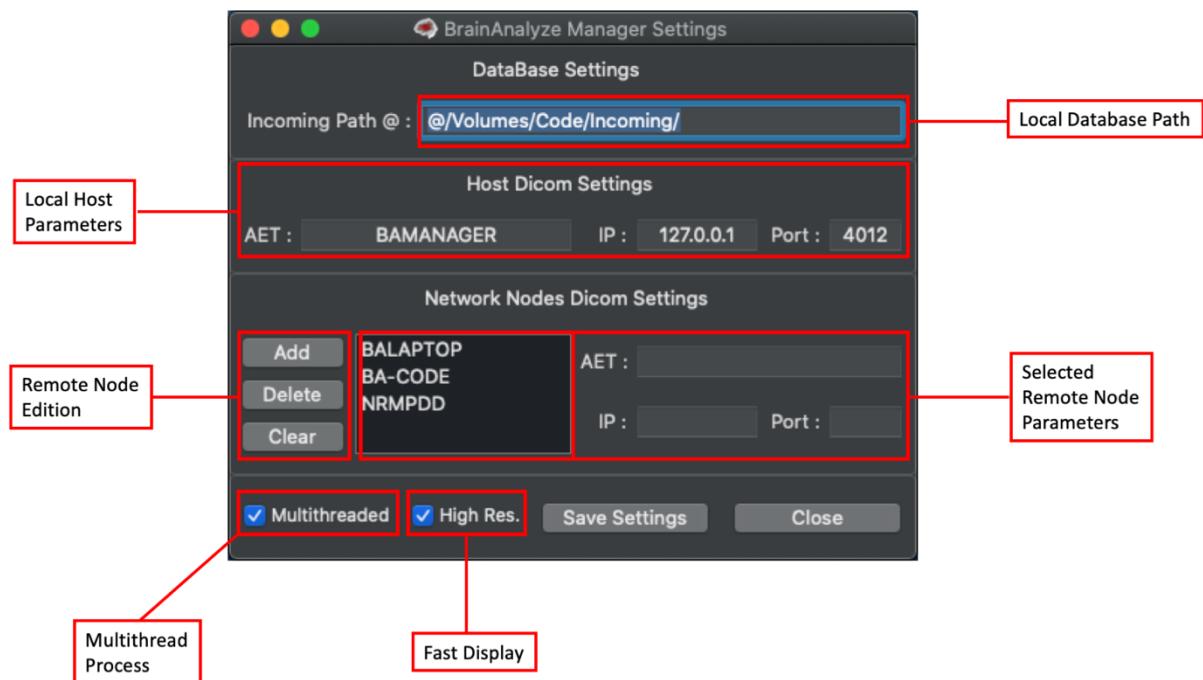 BrainAnalyze Manager Settings
DataBase Settings
Incoming Path @ : @/Volumes/Code/Incoming/
Local Database Path
Host Dicom Settings
Local Host
Parameters
AET : BAMANAGER IP : 127.0.0.1 Port : 4012
Network Nodes Dicom Settings
Add
Delete
Clear
BALAPTOP
BA-CODE
NRMPDD
AET :
IP : Port :
Remote Node
Edition
Selected
Remote Node
Parameters
Multithreaded High Res. Save Settings Close
Multithread
Process
Fast Display